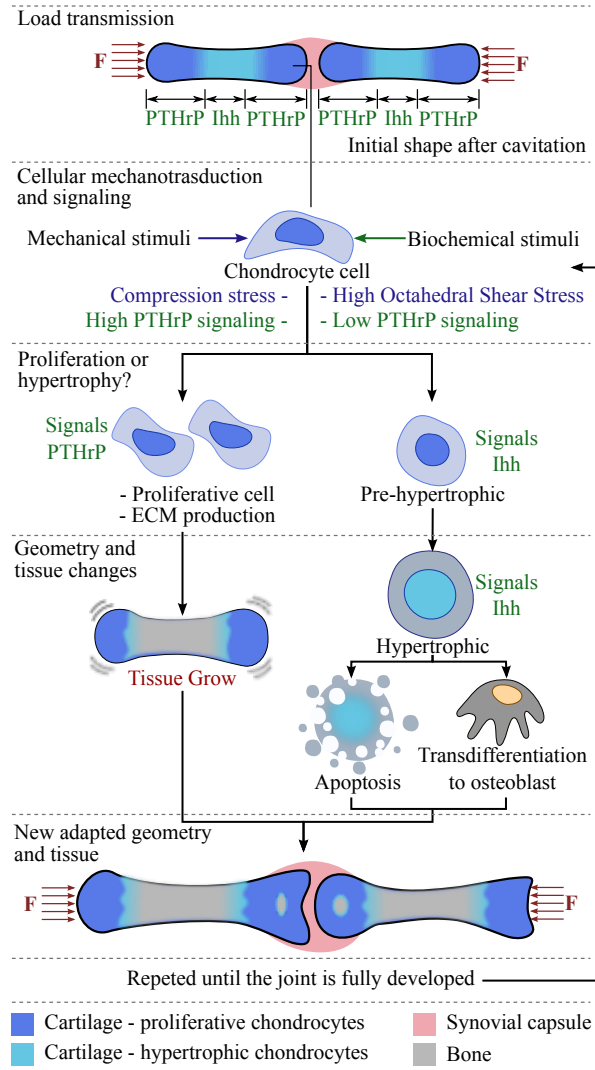 Load transmission
F
F
PTHrP Ihh PTHrP PTHrP Ihh PTHrP
Initial shape after cavitation
Cellular mechanotrasduction
and signaling
Mechanical stimuli
Biochemical stimuli
Chondrocyte cell
Compression stress -
- High Octahedral Shear Stress
High PTHrP signaling -
- Low PTHrP signaling
Proliferation or
hypertrophy?
Signals
PTHrP
Signals
Ihh
- Proliferative cell
- ECM production
Pre-hypertrophic
Geometry and
tissue changes
Signals
Ihh
Hypertrophic
Tissue Grow
Apoptosis
Transdifferentiation
to osteoblast
New adapted geometry
and tissue
F
F
Repeted until the joint is fully developed
Cartilage - proliferative chondrocytes
Synovial capsule
Cartilage - hypertrophic chondrocytes
Bone